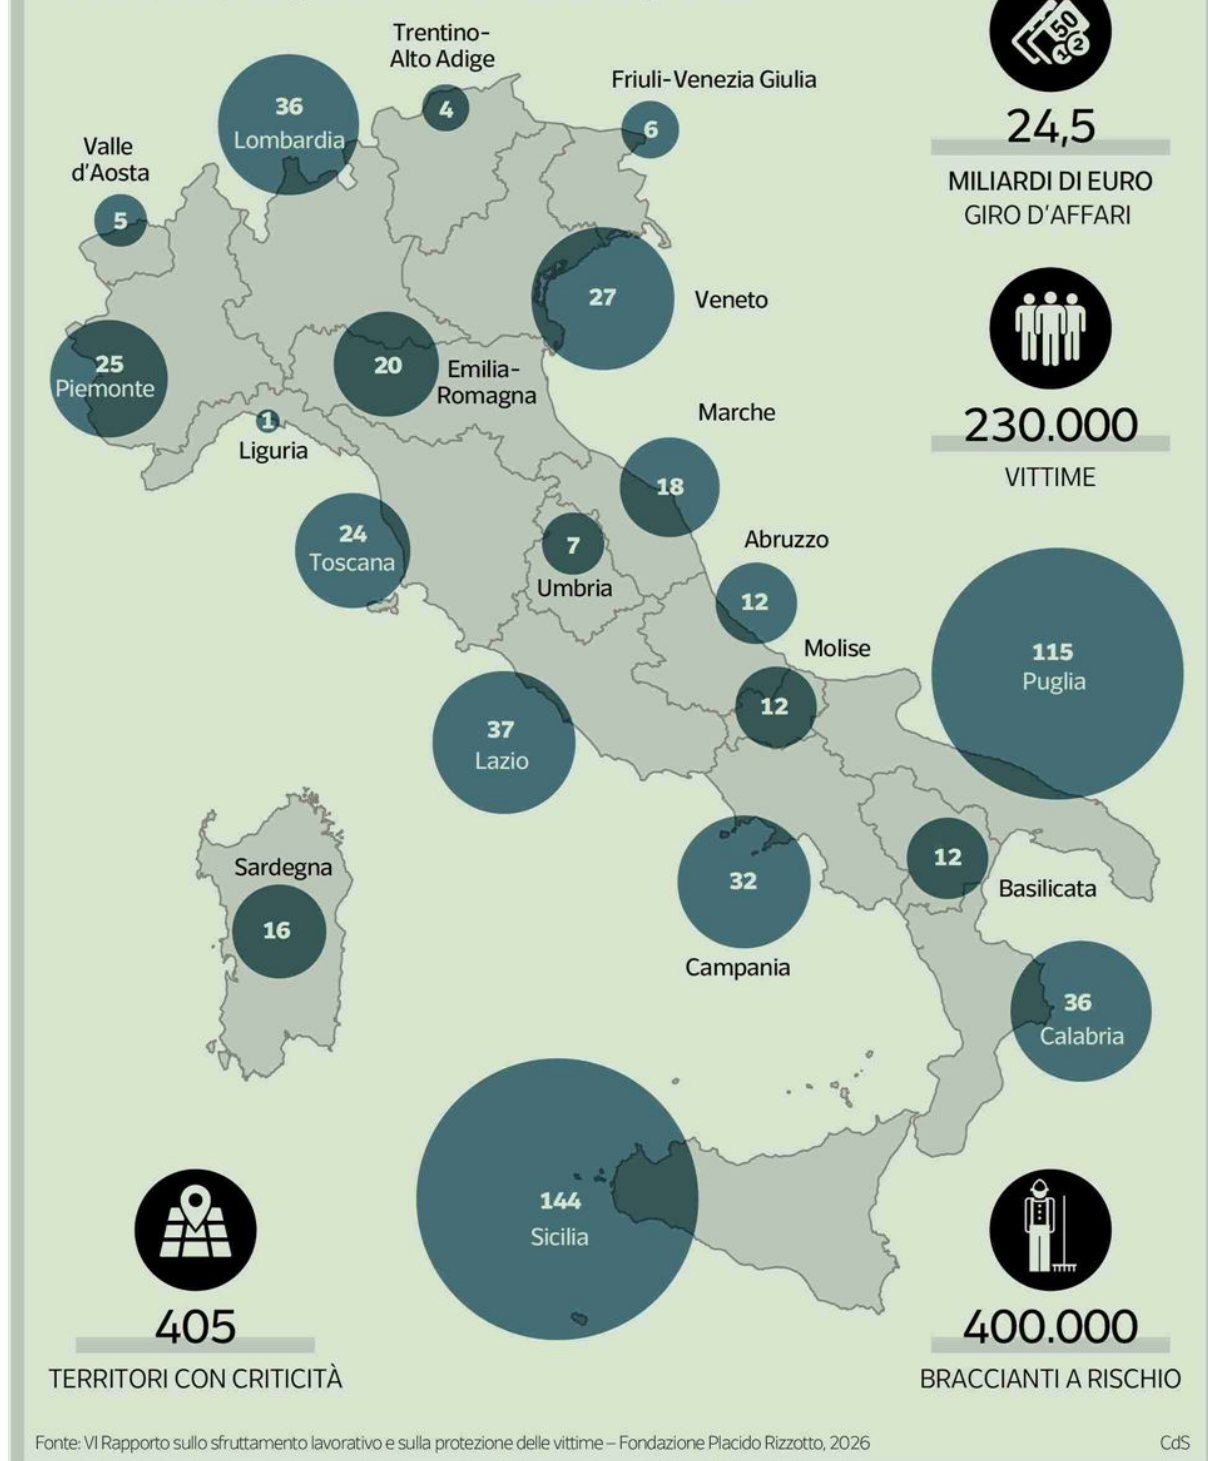 Trentino-
Alto Adige
Friuli-Venezia Giulia
50
1
2
24,5
MILIARDI DI EURO
GIRO D'AFFARI
36
Lombardia
4
6
Valle
d'Aosta
5
27
Veneto
230.000
VITTIME
25
Piemonte
20
Emilia-
Romagna
1
Liguria
Marche
18
24
Toscana
7
Umbria
Abruzzo
12
Molise
12
115
Puglia
37
Lazio
Sardegna
16
32
Campania
12
Basilicata
36
Calabria
144
Sicilia
405
TERRITORI CON CRITICITÀ
400.000
BRACCIANTI A RISCHIO
Fonte: VI Rapporto sullo sfruttamento lavorativo e sulla protezione delle vittime – Fondazione Placido Rizzotto, 2026
CdS